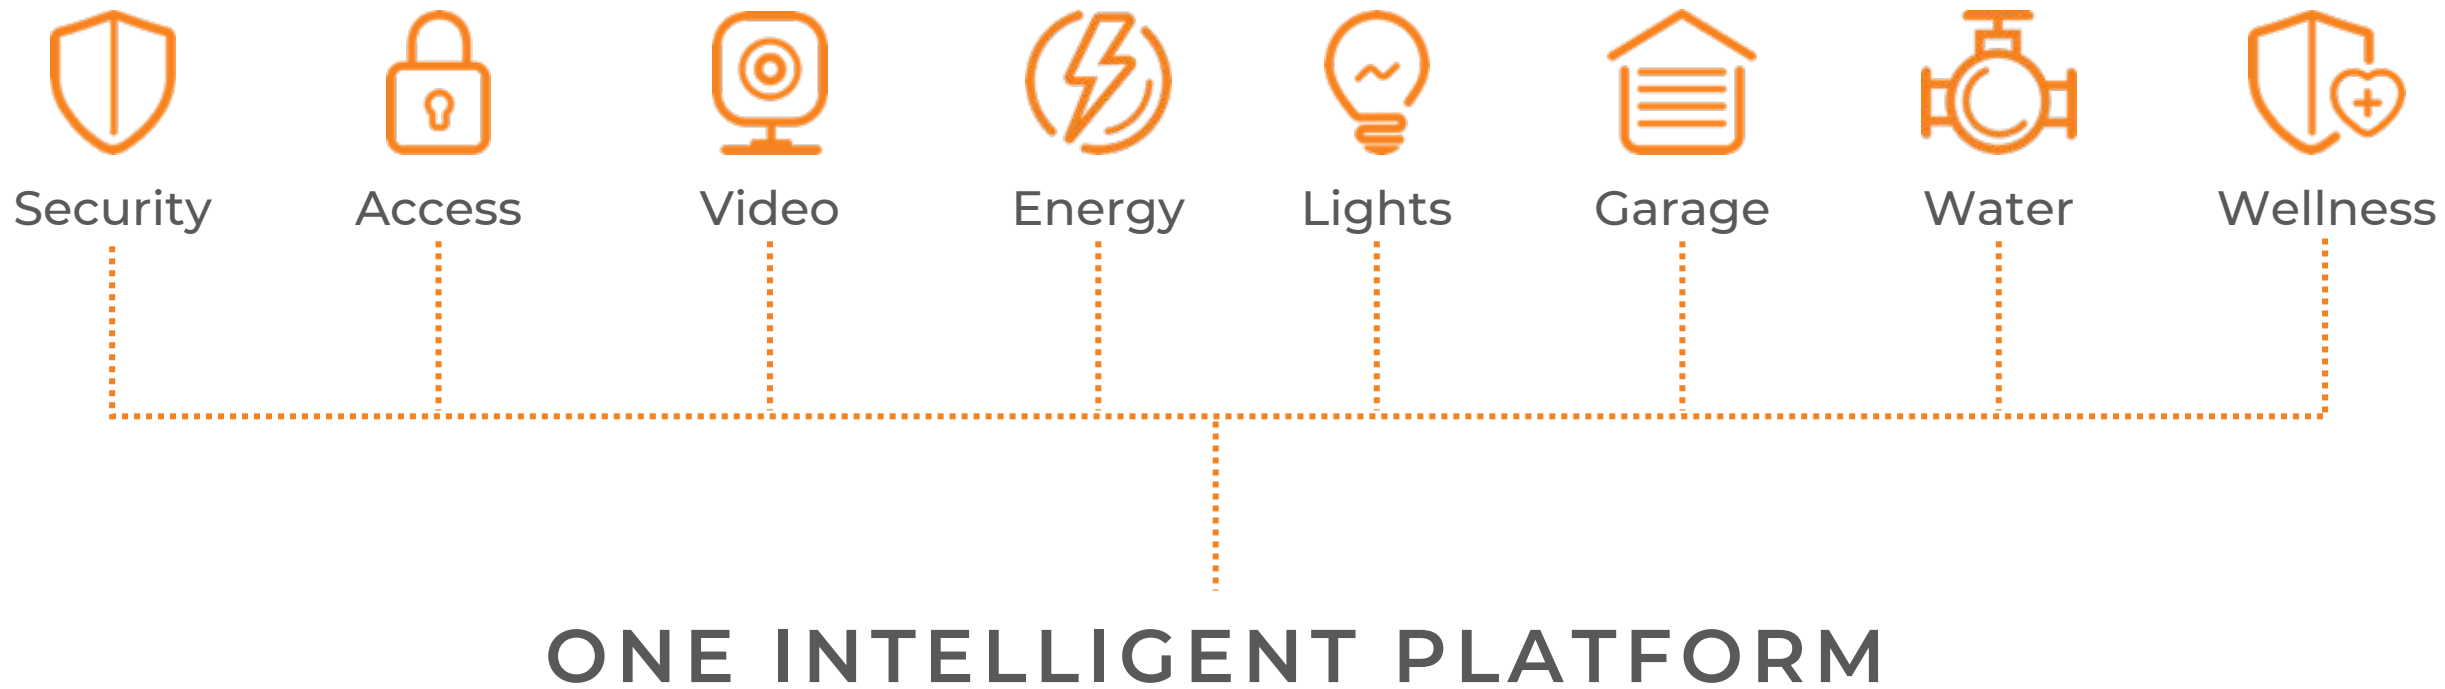 Security Access Video Energy Lights Garage Water Wellness
ONE INTELLIGENT PLATFORM